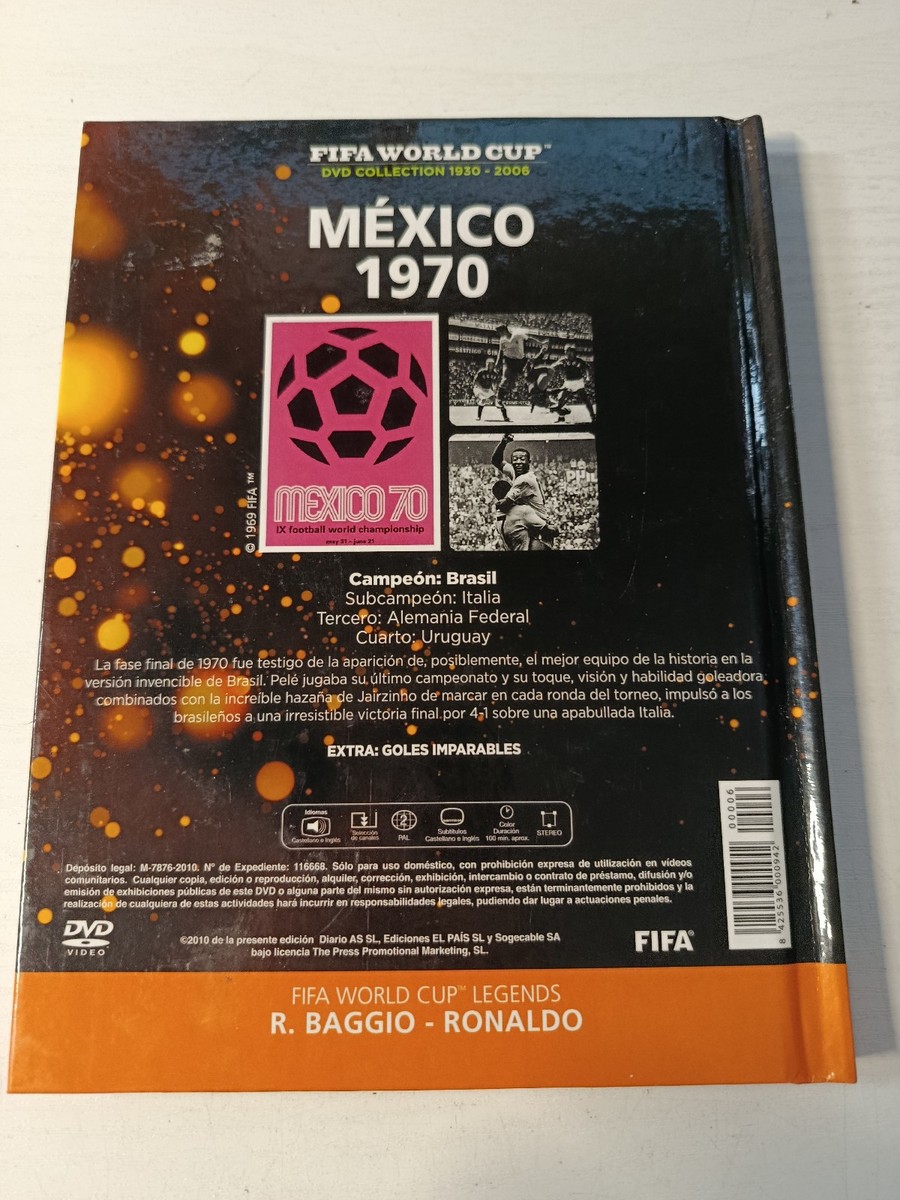 FIFA WORLD CUP™
DVD COLLECTION 1930 - 2006
MÉXICO
1970
© 1969 FIFA ™
MEXICO 70
IX football world championship
may 31 - june 21
Campeón: Brasil
Subcampeón: Italia
Tercero: Alemania Federal
Cuarto: Uruguay
La fase final de 1970 fue testigo de la aparición de, posiblemente, el mejor equipo de la historia en la
versión invencible de Brasil. Pelé jugaba su último campeonato y su toque, visión y habilidad goleadora
combinados con la increíble hazaña de Jairzinho de marcar en cada ronda del torneo, impulsó a los
brasileños a una irresistible victoria final por 4-1 sobre una apabullada Italia.
EXTRA: GOLES IMPARABLES
Idiomas
Castellano e Inglés
Selección
de canales
2
PAL
Subtítulos
Castellano e Inglés
Color
Duración
100 min. aprox.
STEREO
Depósito legal: M-7876-2010. Nº de Expediente: 116668. Sólo para uso doméstico, con prohibición expresa de utilización en vídeos
comunitarios. Cualquier copia, edición o reproducción, alquiler, corrección, exhibición, intercambio o contrato de préstamo, difusión y/o
emisión de exhibiciones públicas de este DVD o alguna parte del mismo sin autorización expresa, están terminantemente prohibidos y la
realización de cualquiera de estas actividades hará incurrir en responsabilidades legales, pudiendo dar lugar a actuaciones penales.
DVD
VIDEO
©2010 de la presente edición Diario AS SL, Ediciones EL PAÍS SL y Sogecable SA
bajo licencia The Press Promotional Marketing, SL.
FIFA®
00006
8 425536 000942
FIFA WORLD CUP™ LEGENDS
R. BAGGIO - RONALDO